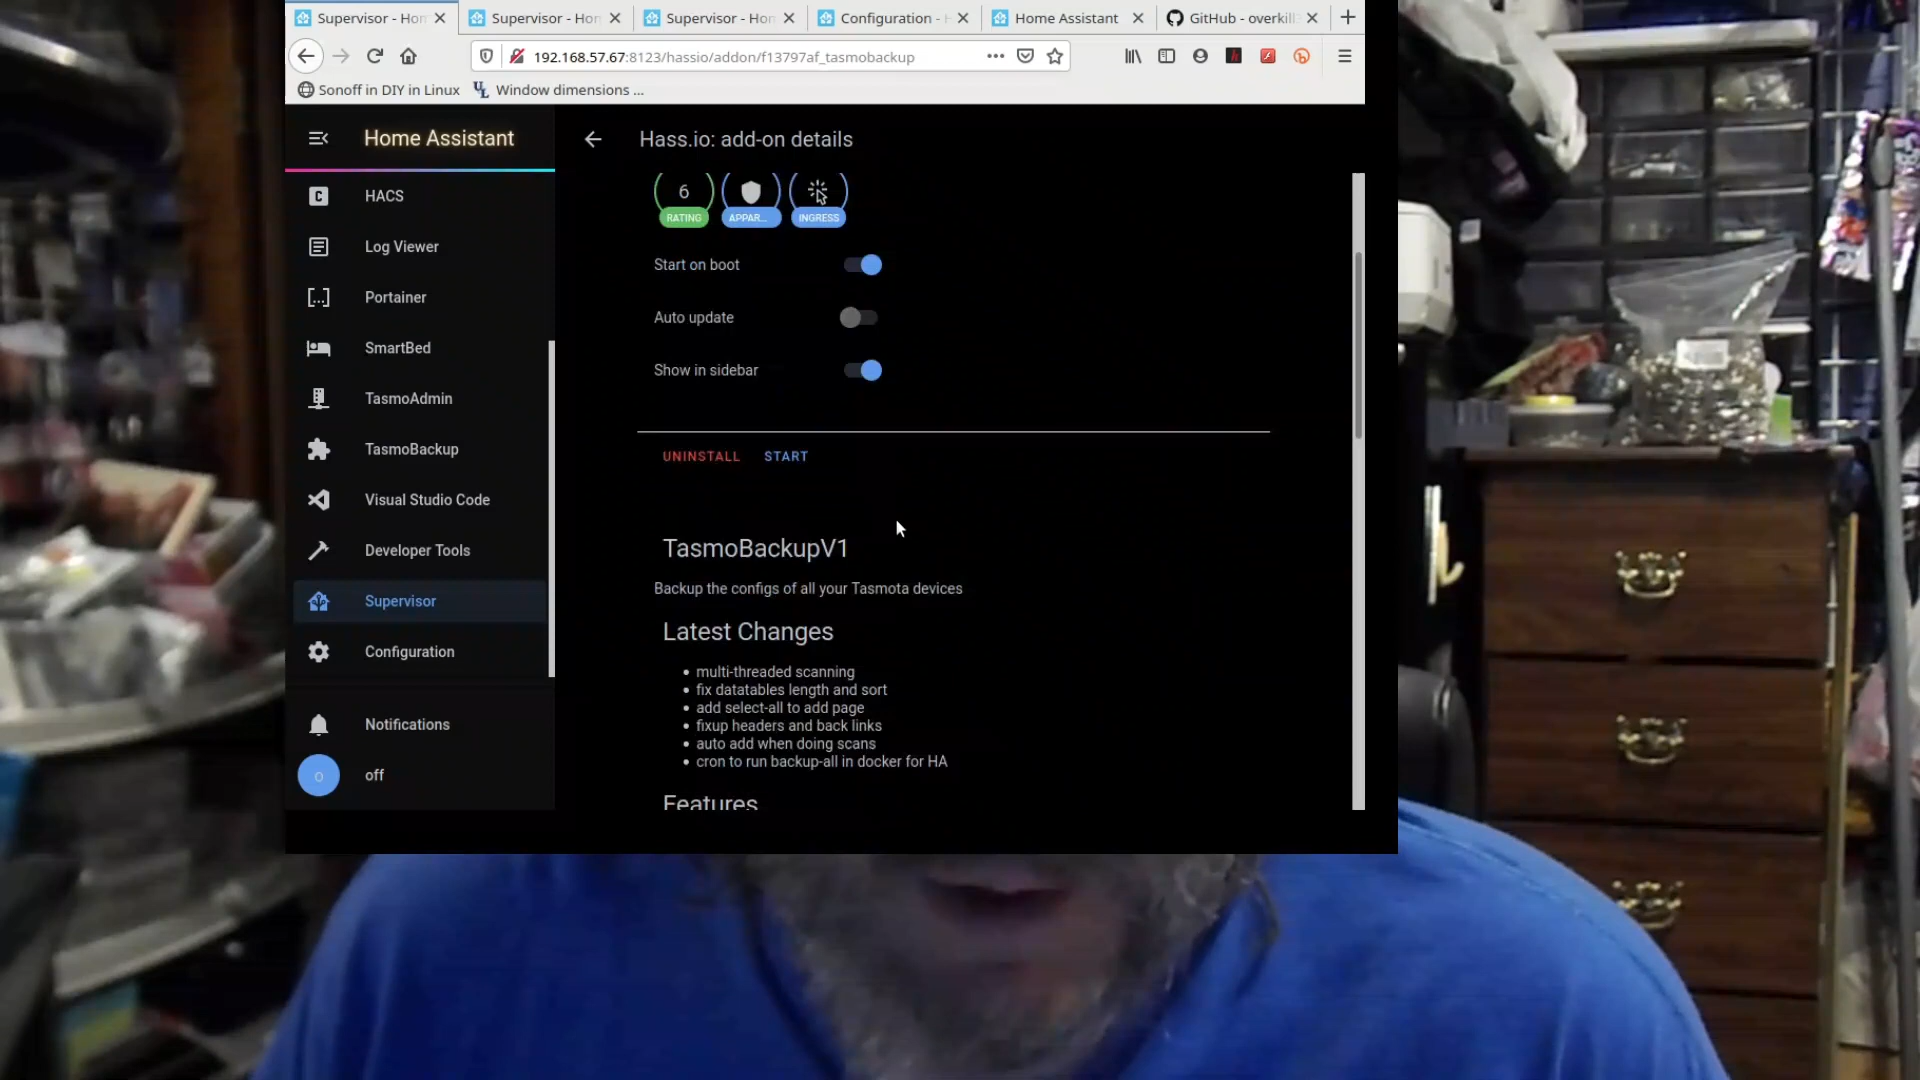 Supervisor - Hon
Supervisor - Hon
Supervisor - Hon
Configuration - H
Home Assistant
GitHub - overkill
192.168.57.67:8123/hassio/addon/f13797af_tasmobackup
Sonoff in DIY in Linux
UL
Window dimensions ...
Home Assistant
HACS
Log Viewer
Portainer
SmartBed
TasmoAdmin
TasmoBackup
Visual Studio Code
Developer Tools
Supervisor
Configuration
Notifications
o
off
Hass.io: add-on details
6
RATING
APPAR...
INGRESS
Start on boot
Auto update
Show in sidebar
UNINSTALL START
TasmoBackupV1
Backup the configs of all your Tasmota devices
Latest Changes
• multi-threaded scanning
• fix datatables length and sort
• add select-all to add page
• fixup headers and back links
• auto add when doing scans
• cron to run backup-all in docker for HA
Features